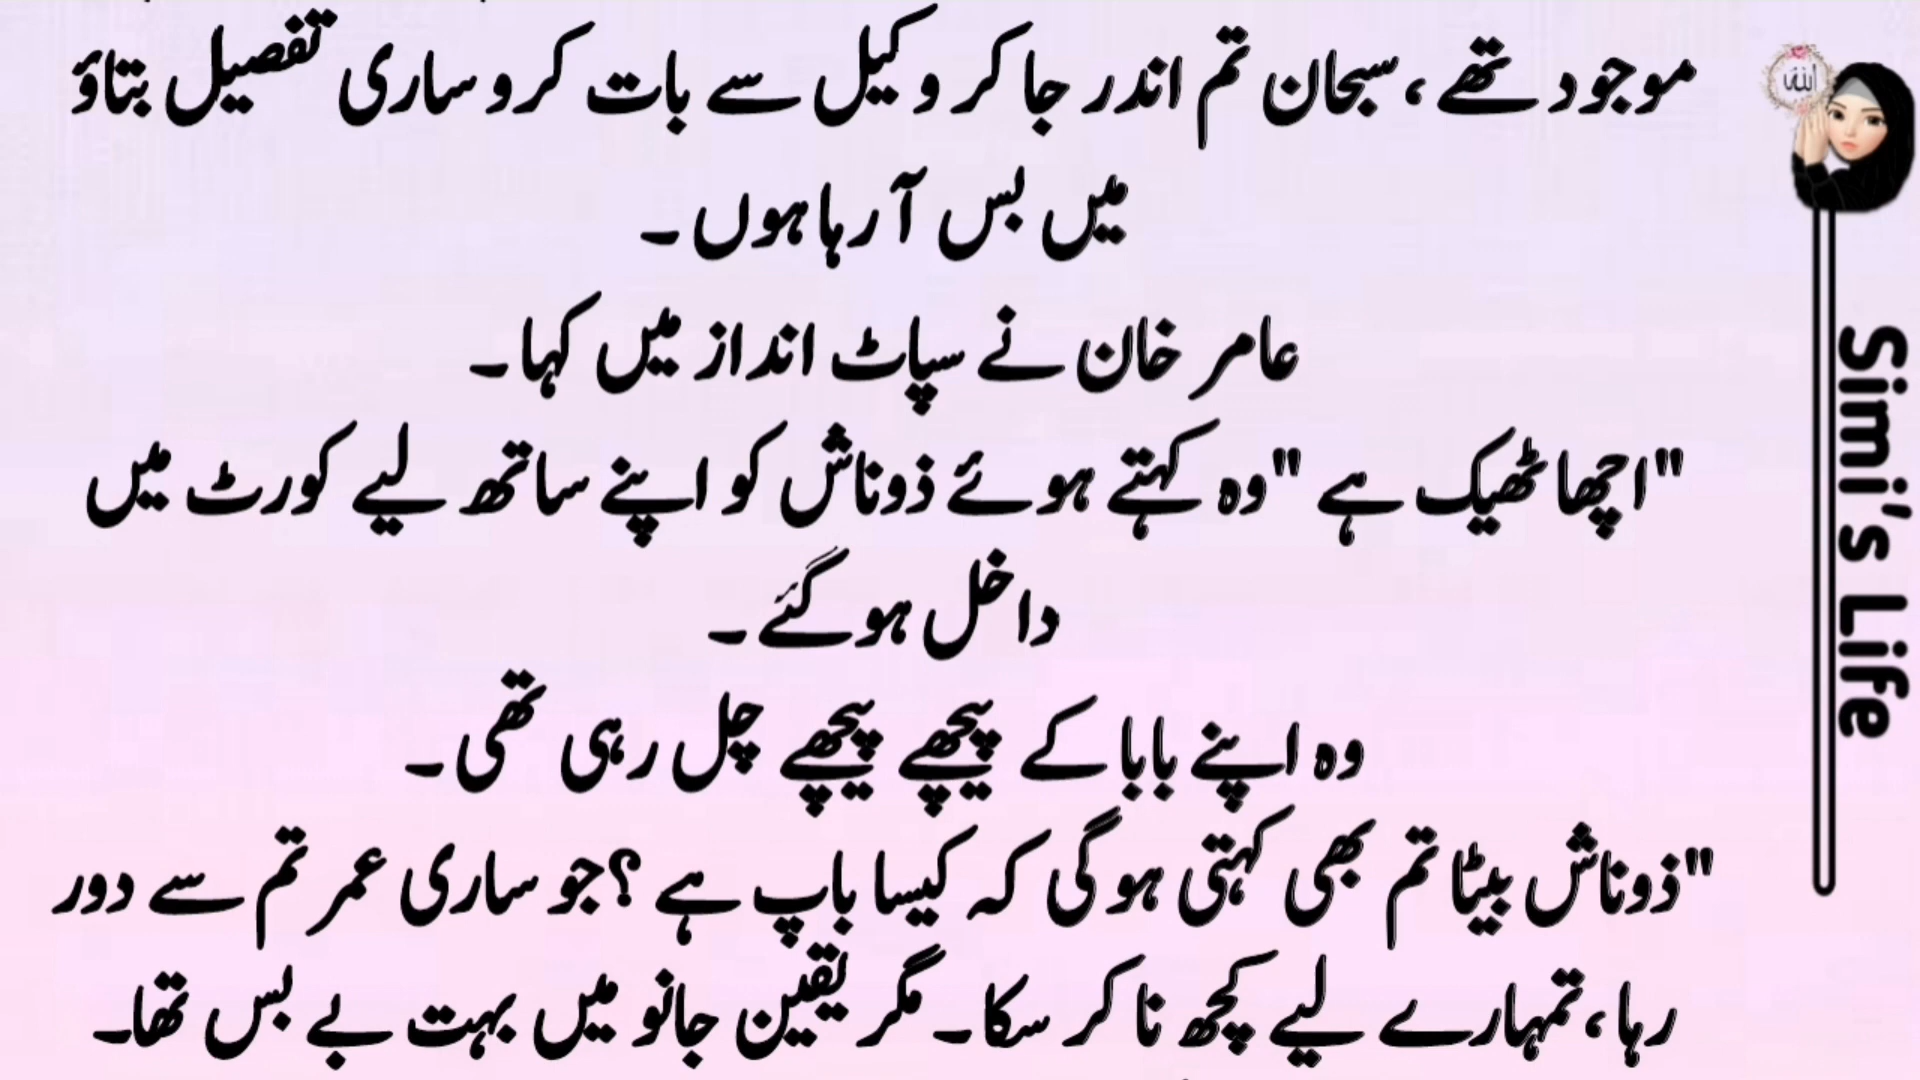 موجود تھے ،سبحان تم اندر جا کر وکیل سے بات کرو ساری تفصیل بتاؤ
میں بس آ رہا ہوں ۔
عامر خان نے سپاٹ انداز میں کہا ۔
"اچھا ٹھیک ہے "وہ کہتے ہوئے ذوناش کو اپنے ساتھ لیے کورٹ میں
داخل ہو گئے ۔
وہ اپنے بابا کے پیچھے پیچھے چل رہی تھی ۔
"ذوناش بیٹا تم بھی کہتی ہو گی کہ کیسا باپ ہے ؟جو ساری عمر تم سے دور
رہا ،تمہارے لیے کچھ نا کر سکا ۔ مگر یقین جانو میں بہت بے بس تھا۔
الله
Simi's Life